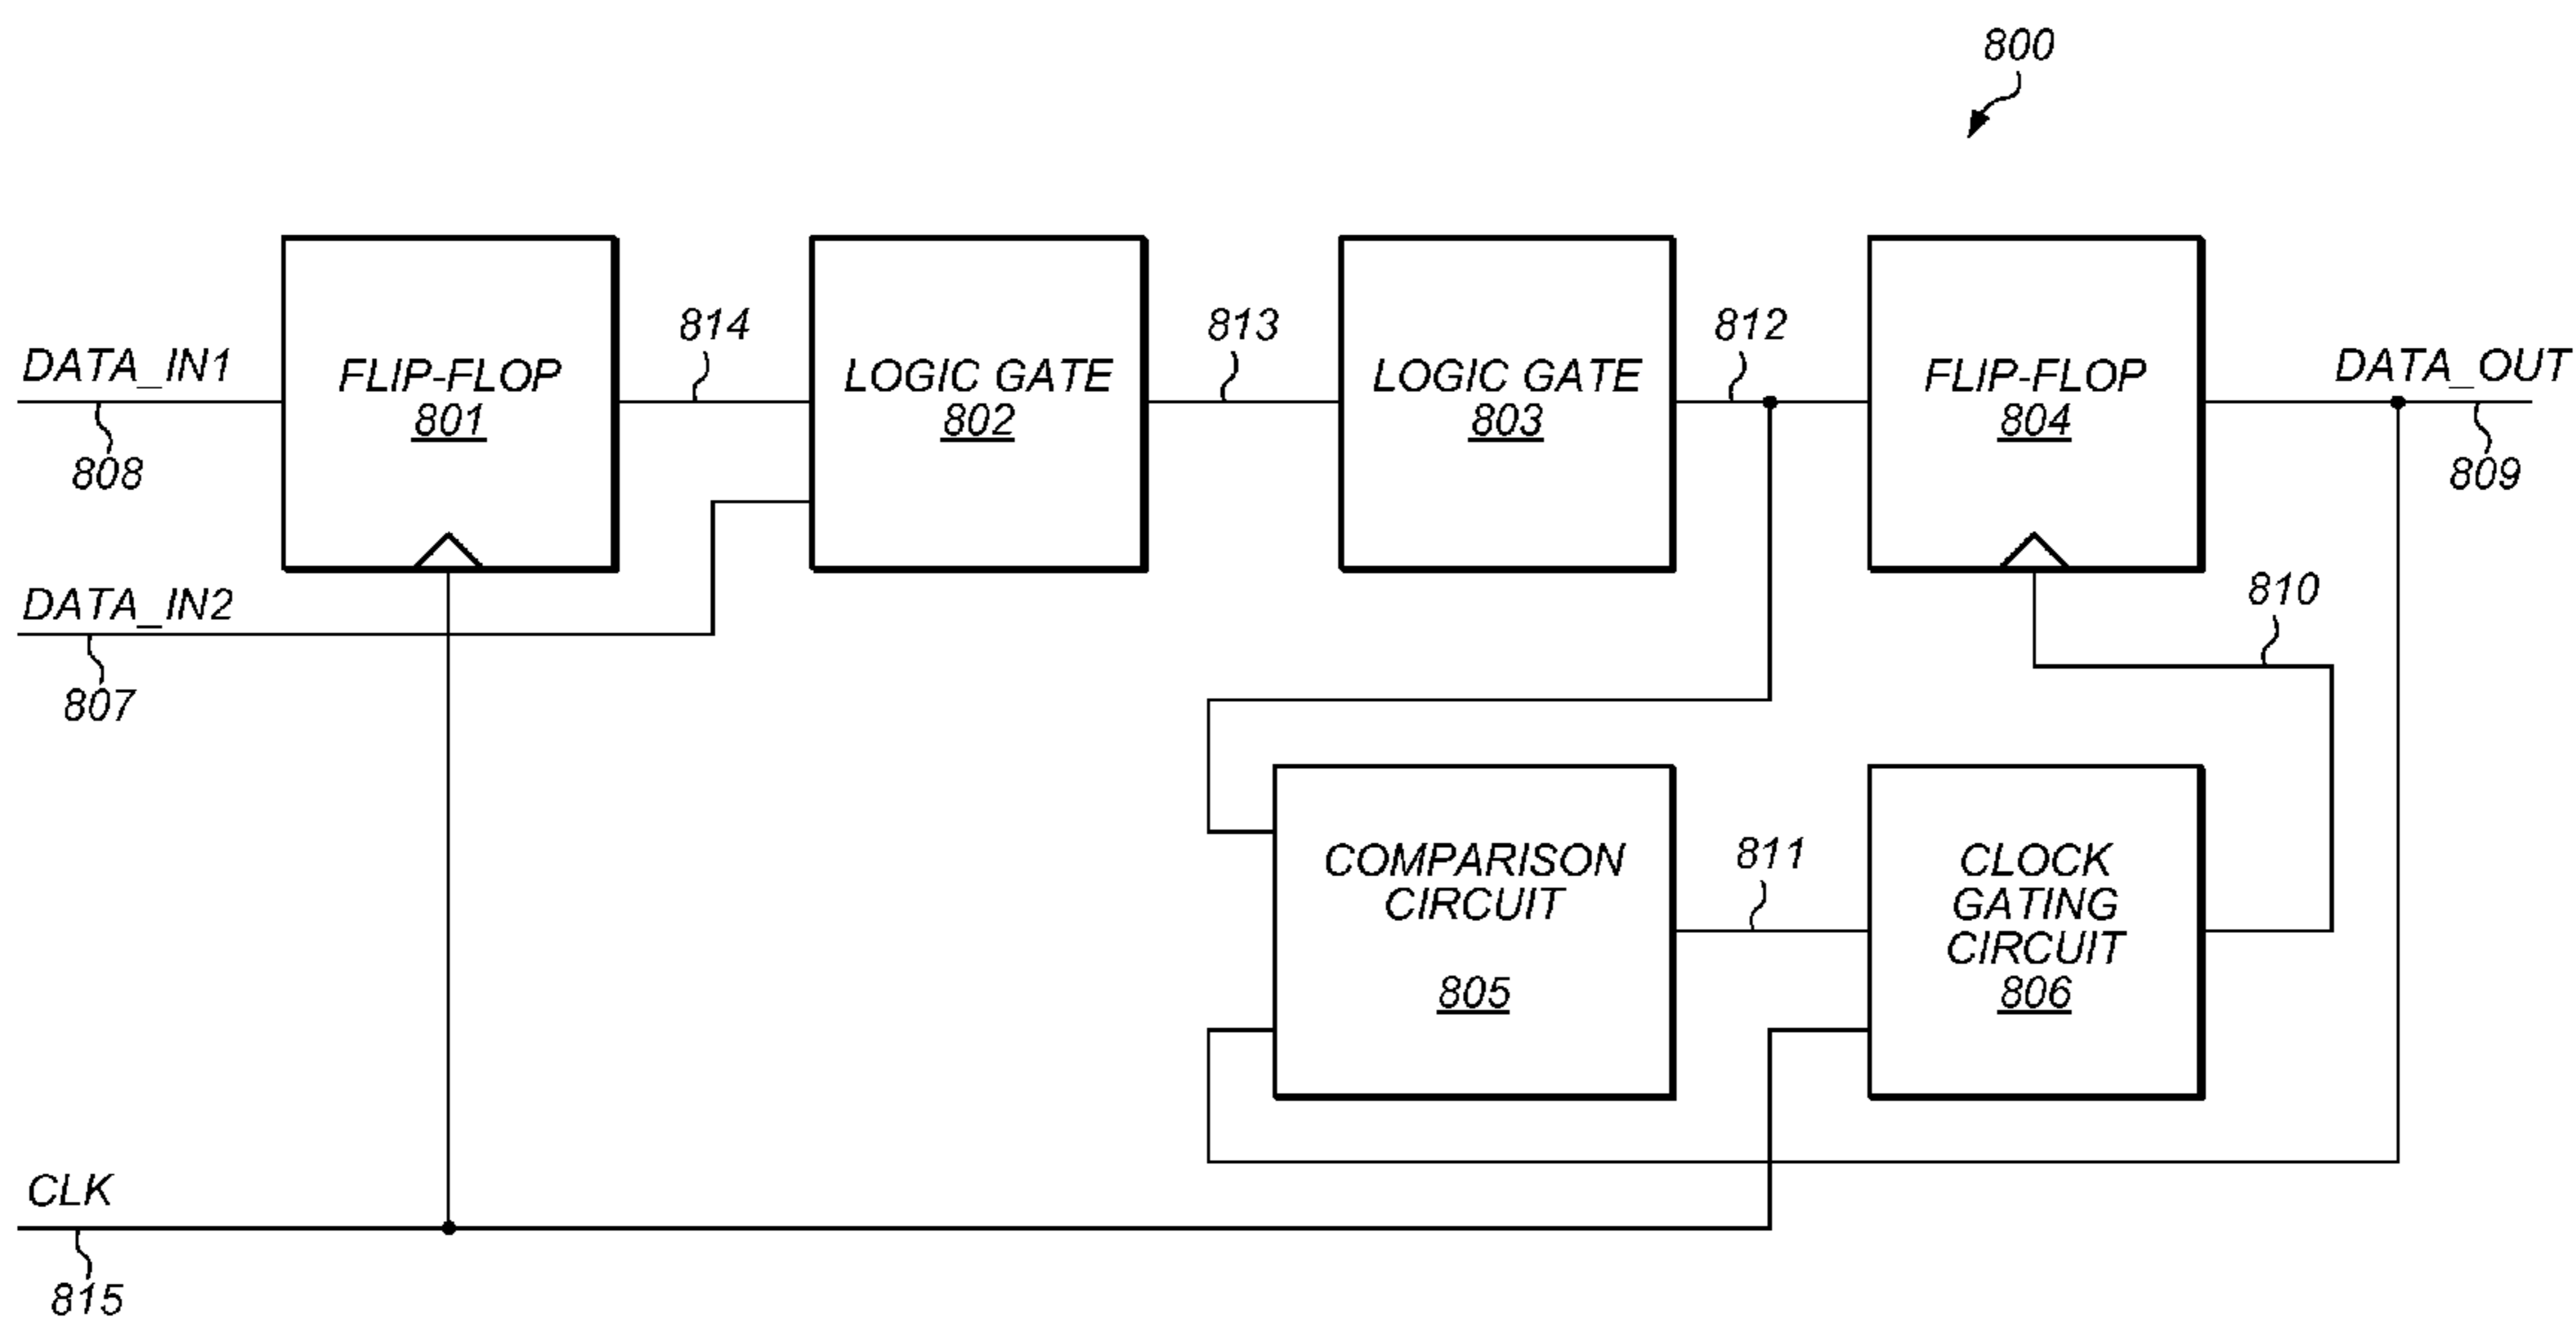 800
DATA_IN1
808
FLIP-FLOP
801
814
LOGIC GATE
802
813
LOGIC GATE
803
812
FLIP-FLOP
804
DATA_OUT
809
DATA_IN2
807
810
COMPARISON
CIRCUIT
805
811
CLOCK
GATING
CIRCUIT
806
CLK
815